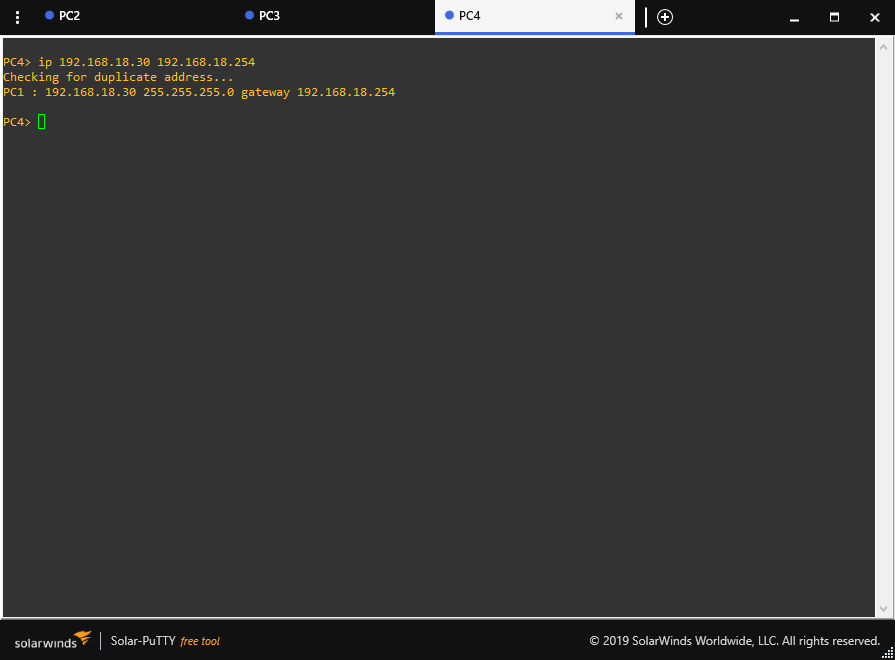 PC2 PC3 PC4
PC4> ip 192.168.18.30 192.168.18.254
Checking for duplicate address...
PC1 : 192.168.18.30 255.255.255.0 gateway 192.168.18.254
PC4>
solarwinds Solar-PuTTY free tool © 2019 SolarWinds Worldwide, LLC. All rights reserved.